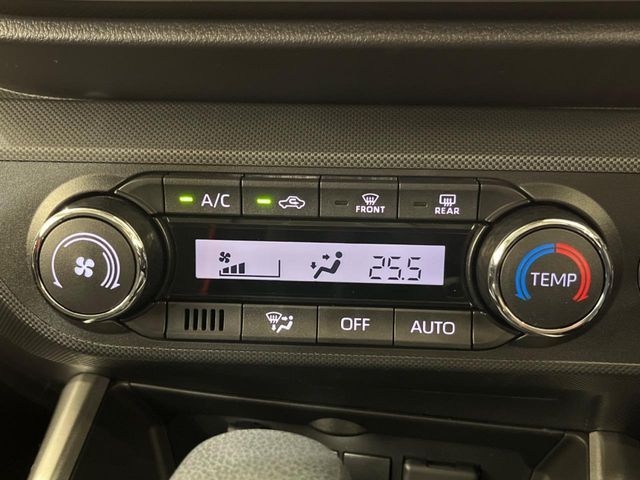 A/C
FRONT
REAR
25.5
TEMP
OFF
AUTO